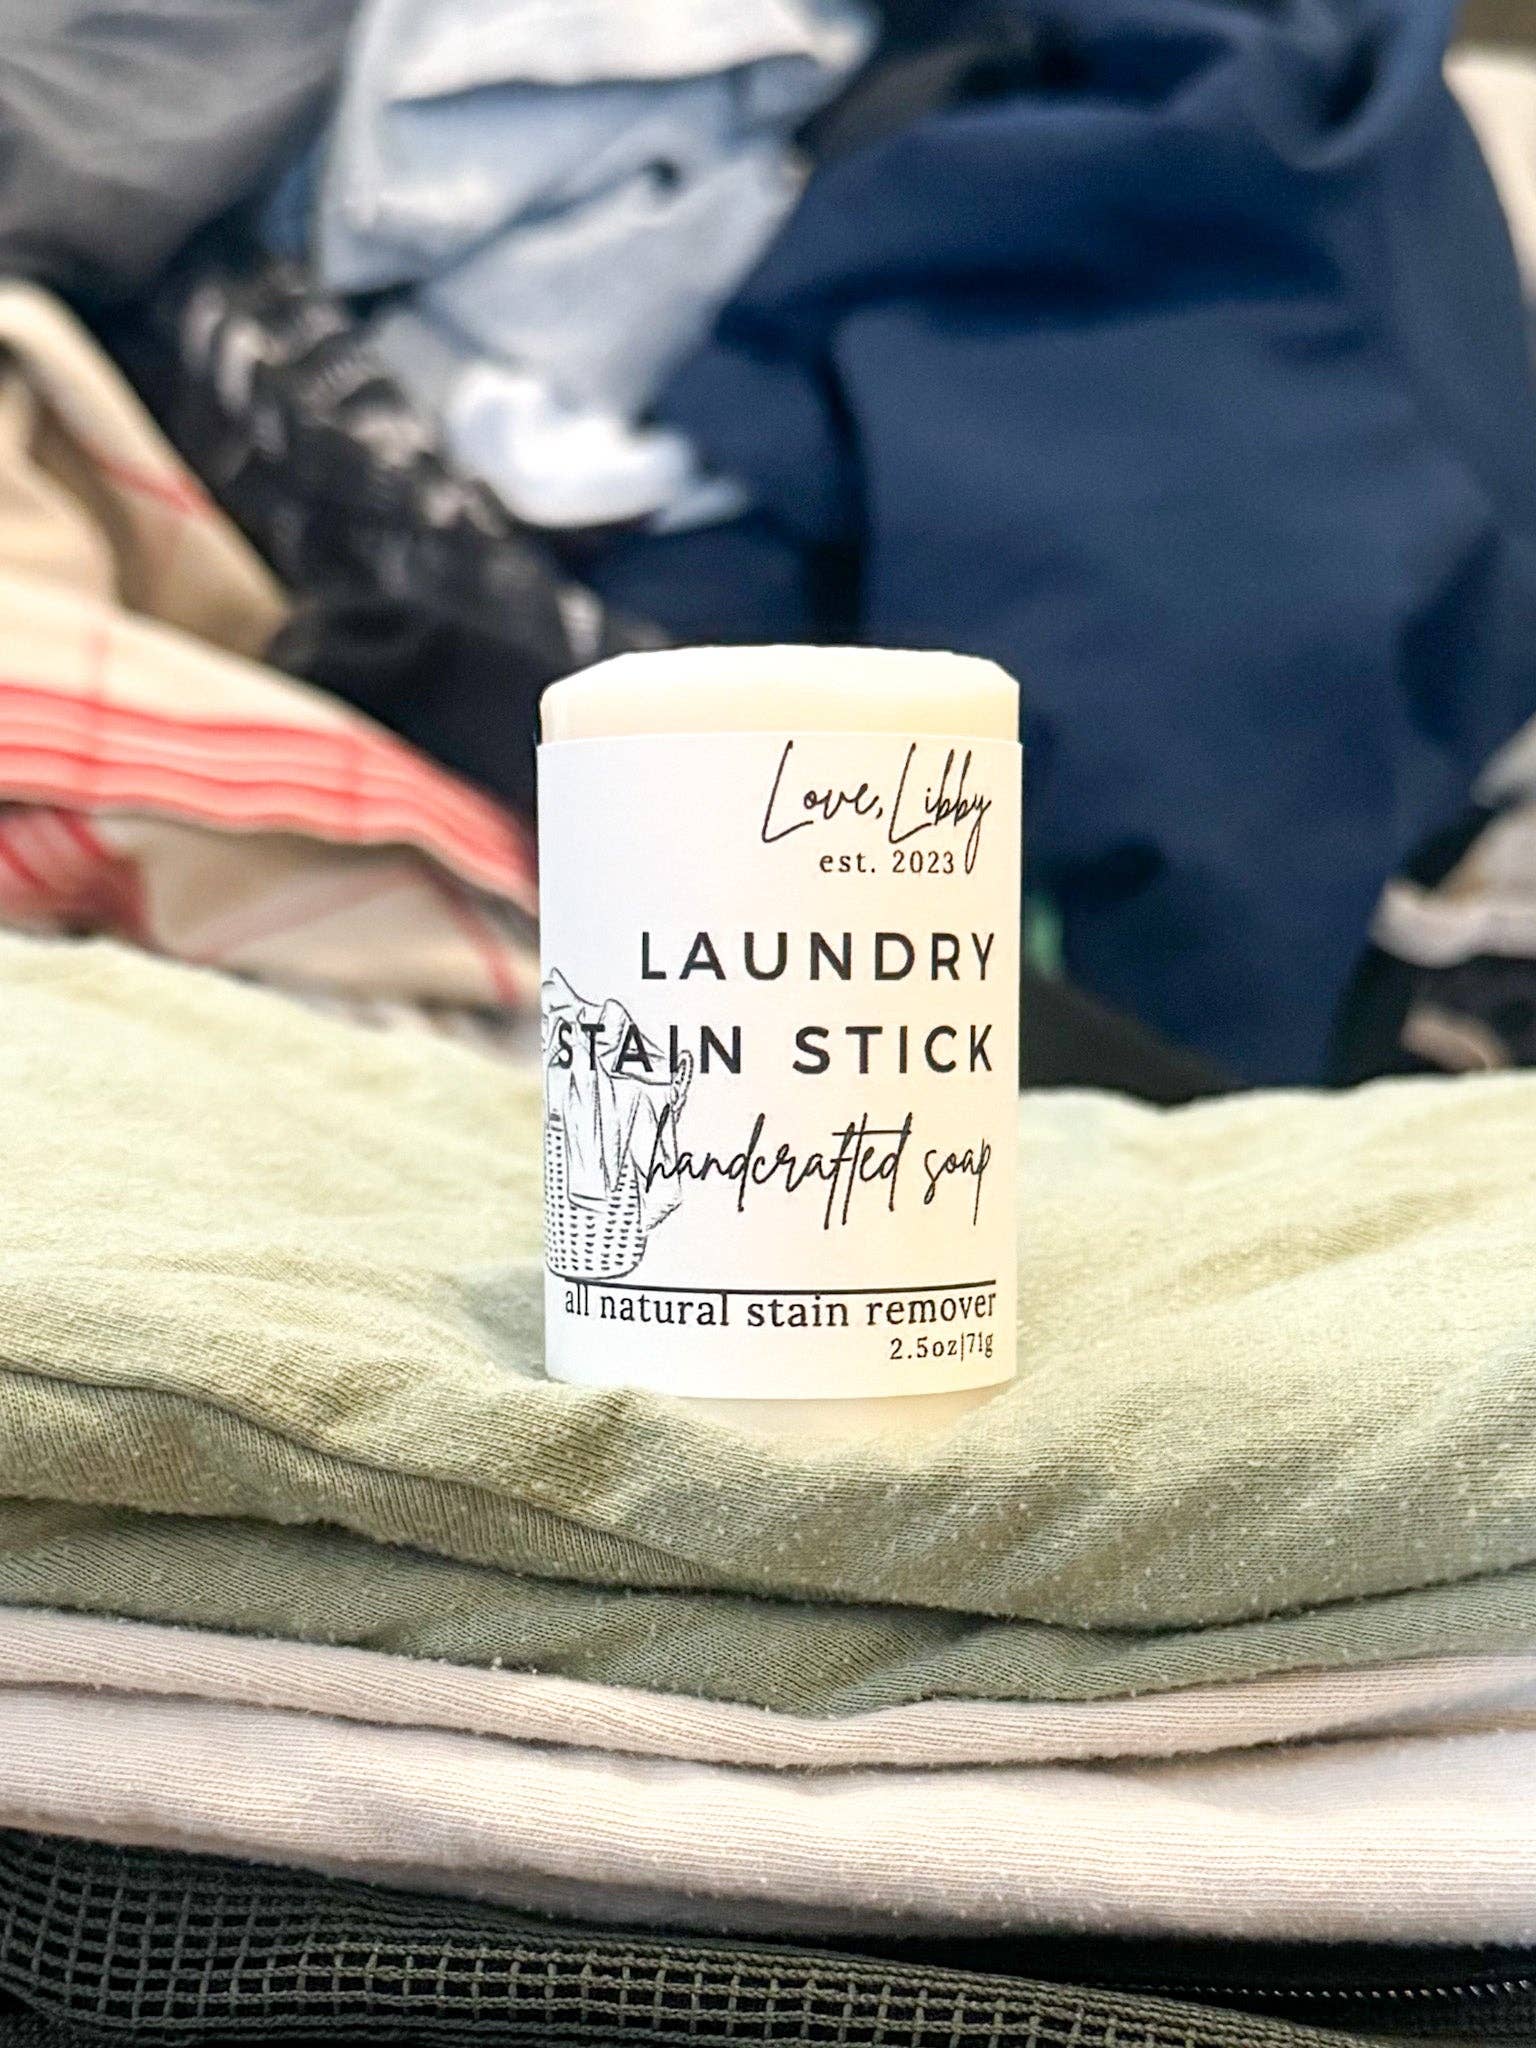 Love, Libby
est. 2023
LAUNDRY
STAIN STICK
handcrafted soap
all natural stain remover
2.5oz|71g